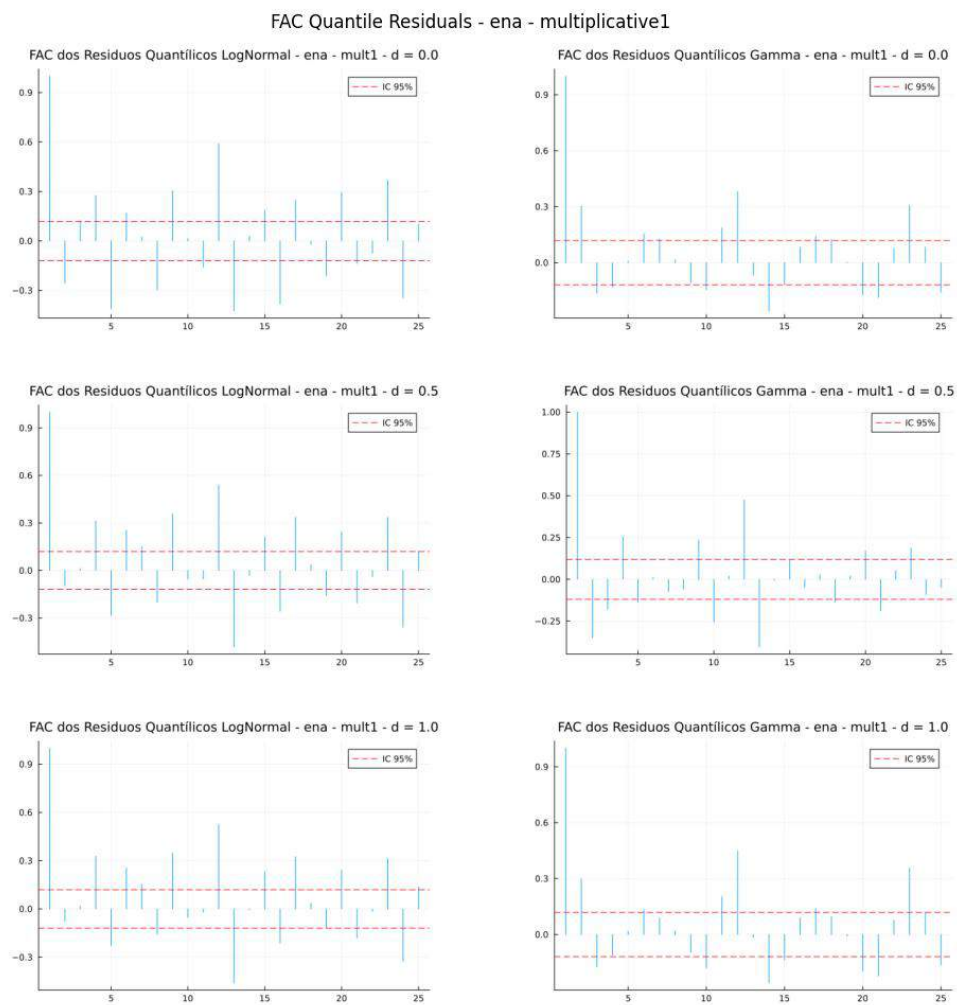 FAC Quantile Residuals - ena - multiplicative1
FAC dos Residuos Quantílicos LogNormal - ena - mult1 - d = 0.0
IC 95%
0.9
0.6
0.3
0.0
−0.3
5 10 15 20 25
FAC dos Residuos Quantílicos Gamma - ena - mult1 - d = 0.0
IC 95%
0.9
0.3
0.0
5 10 15 20 25
FAC dos Residuos Quantílicos LogNormal - ena - mult1 - d = 0.5
IC 95%
0.9
0.6
0.3
0.0
−0.3
5 10 15 20 25
FAC dos Residuos Quantílicos Gamma - ena - mult1 - d = 0.5
IC 95%
1.00
0.75
0.50
0.25
0.00
−0.25
5 10 15 20 25
FAC dos Residuos Quantílicos LogNormal - ena - mult1 - d = 1.0
IC 95%
0.9
0.6
0.3
0.0
−0.3
5 10 15 20 25
FAC dos Residuos Quantílicos Gamma - ena - mult1 - d = 1.0
IC 95%
0.9
0.3
0.0
5 10 15 20 25